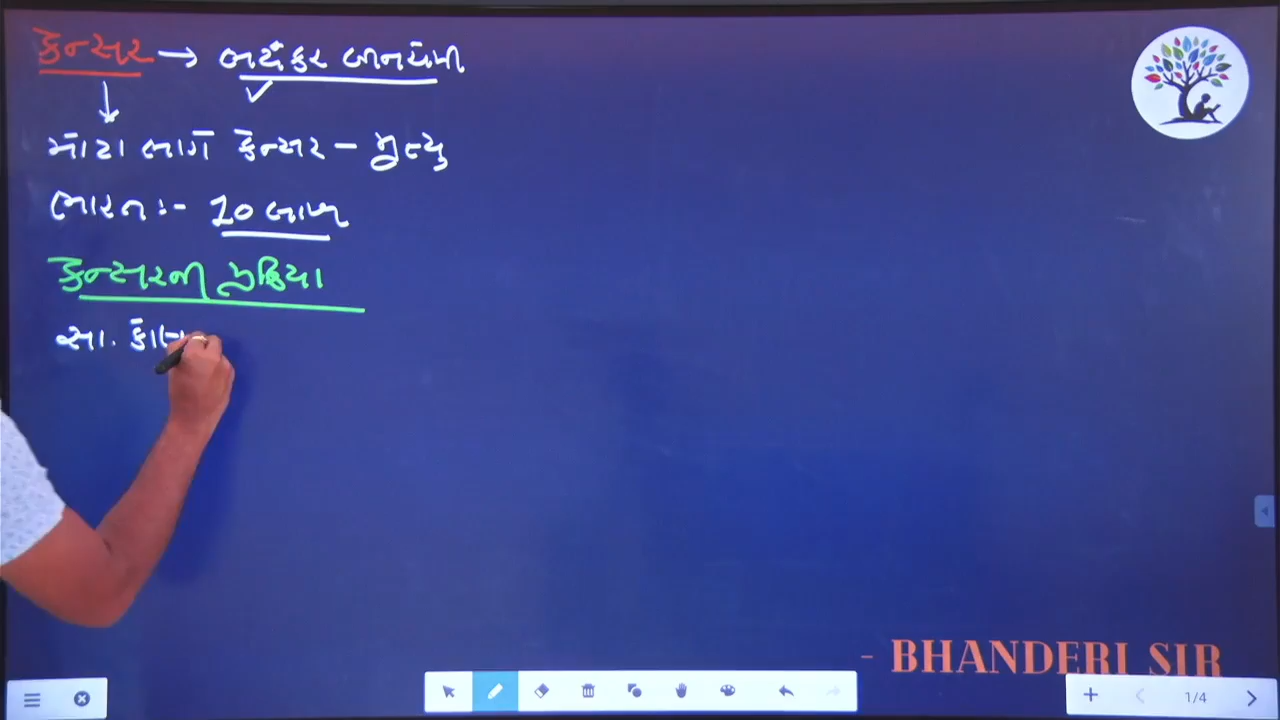 કેન્સર → ભયંકર બીમારી
મોટા ભાગે કેન્સર - મૃત્યુ
ભારત :- 10 લાખ
કેન્સરની પ્રક્રિયા
સા. કોષ
- BHANDERI SIR
1/4